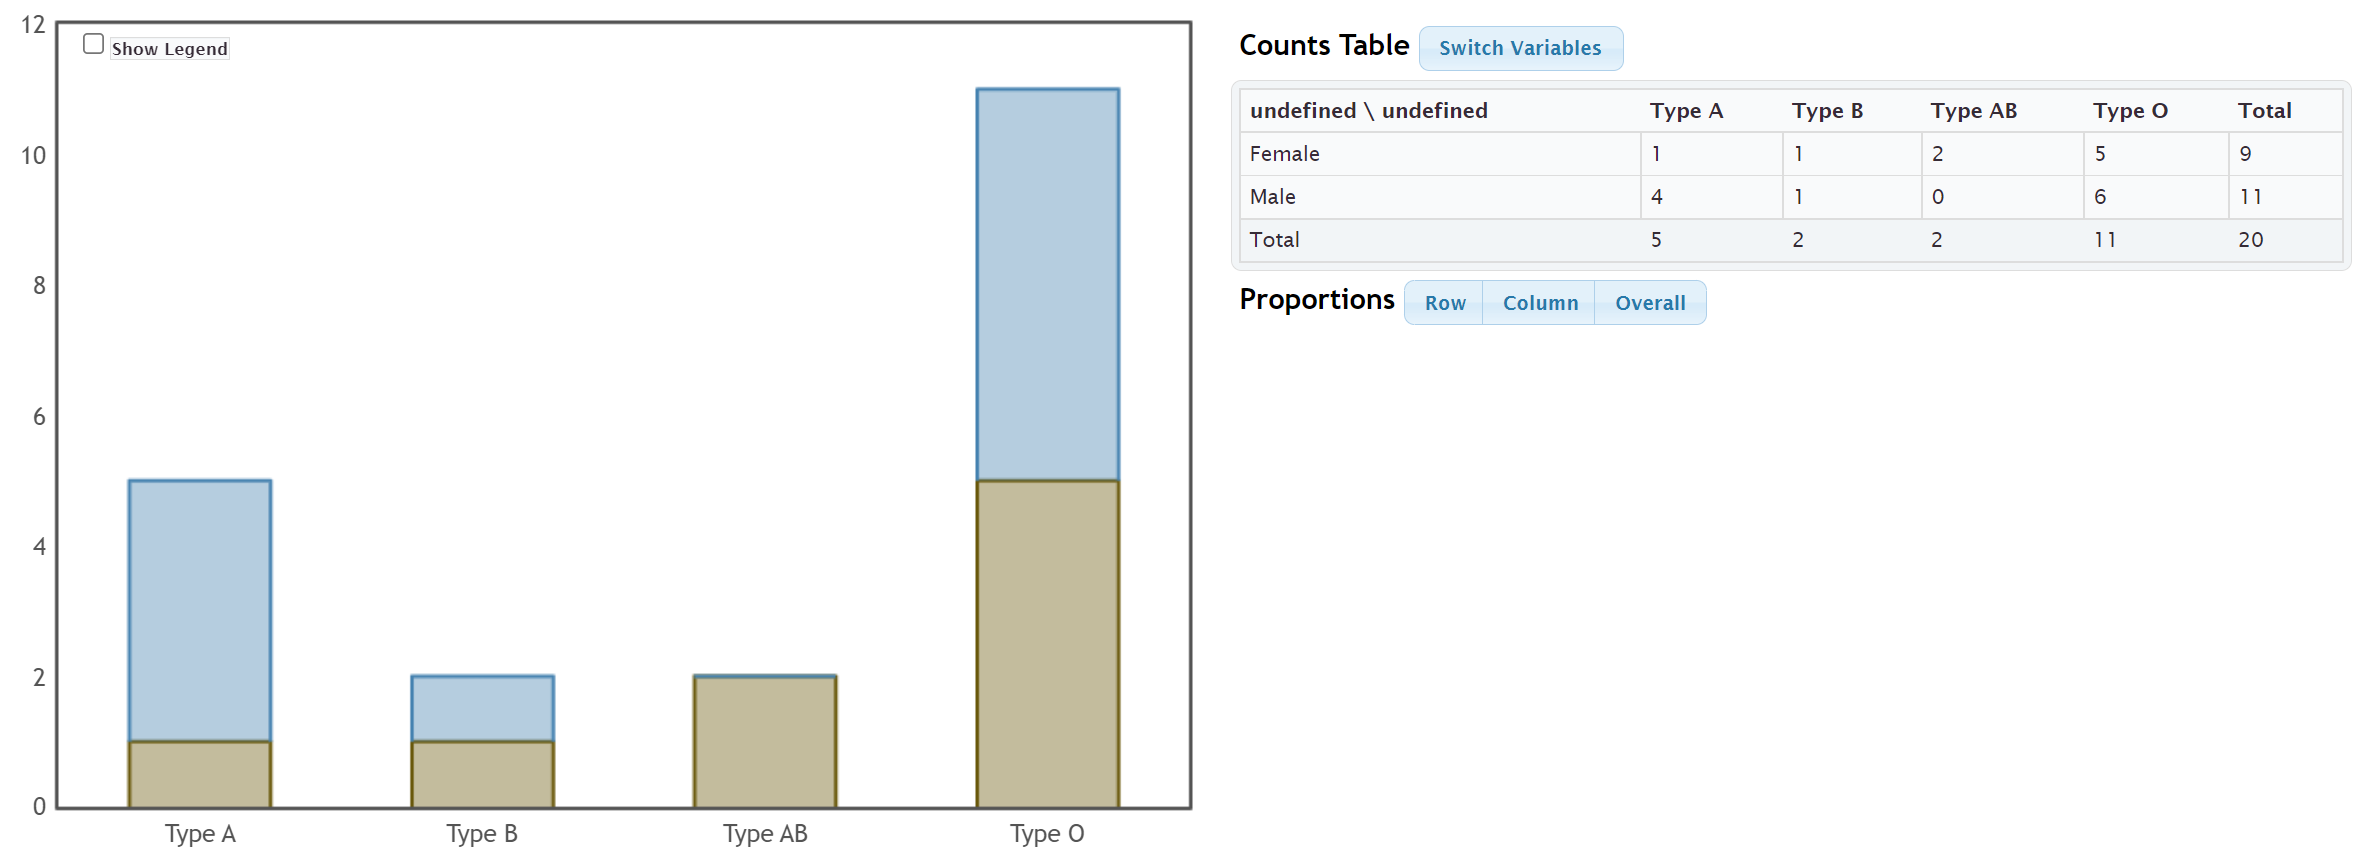 12
Show Legend
10
8
6
4
2
0
Type A Type B Type AB Type O
Counts Table Switch Variables
undefined \ undefined Type A Type B Type AB Type O Total
Female 1 1 2 5 9
Male 4 1 0 6 11
Total 5 2 2 11 20
Proportions Row Column Overall